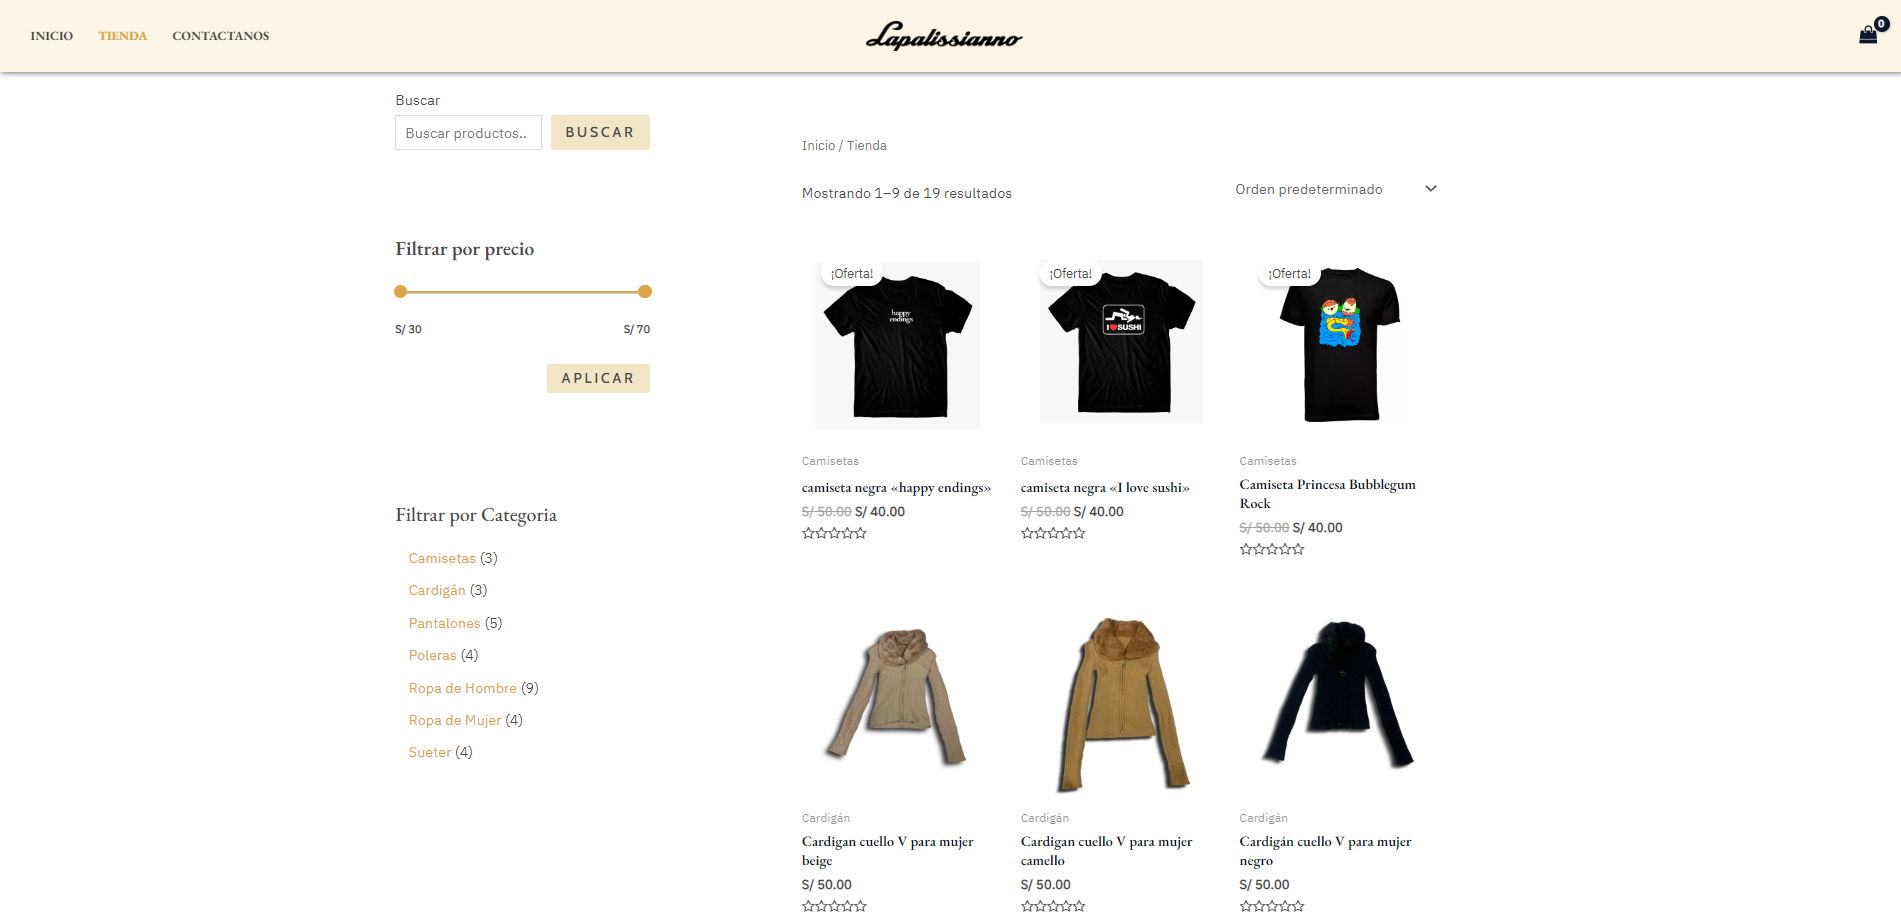 INICIO TIENDA CONTACTANOS
Lapalissianno
0
Buscar
Buscar productos..
BUSCAR
Filtrar por precio
S/ 30
S/ 70
APLICAR
Filtrar por Categoria
Camisetas (3)
Cardigán (3)
Pantalones (5)
Poleras (4)
Ropa de Hombre (9)
Ropa de Mujer (4)
Sueter (4)
Inicio / Tienda
Mostrando 1–9 de 19 resultados
Orden predeterminado
¡Oferta!
happy
endings
Camisetas
camiseta negra «happy endings»
S/ 50.00 S/ 40.00
¡Oferta!
I❤SUSHI
Camisetas
camiseta negra «I love sushi»
S/ 50.00 S/ 40.00
¡Oferta!
Camisetas
Camiseta Princesa Bubblegum
Rock
S/ 50.00 S/ 40.00
Cardigán
Cardigan cuello V para mujer
beige
S/ 50.00
Cardigán
Cardigan cuello V para mujer
camello
S/ 50.00
Cardigán
Cardigán cuello V para mujer
negro
S/ 50.00